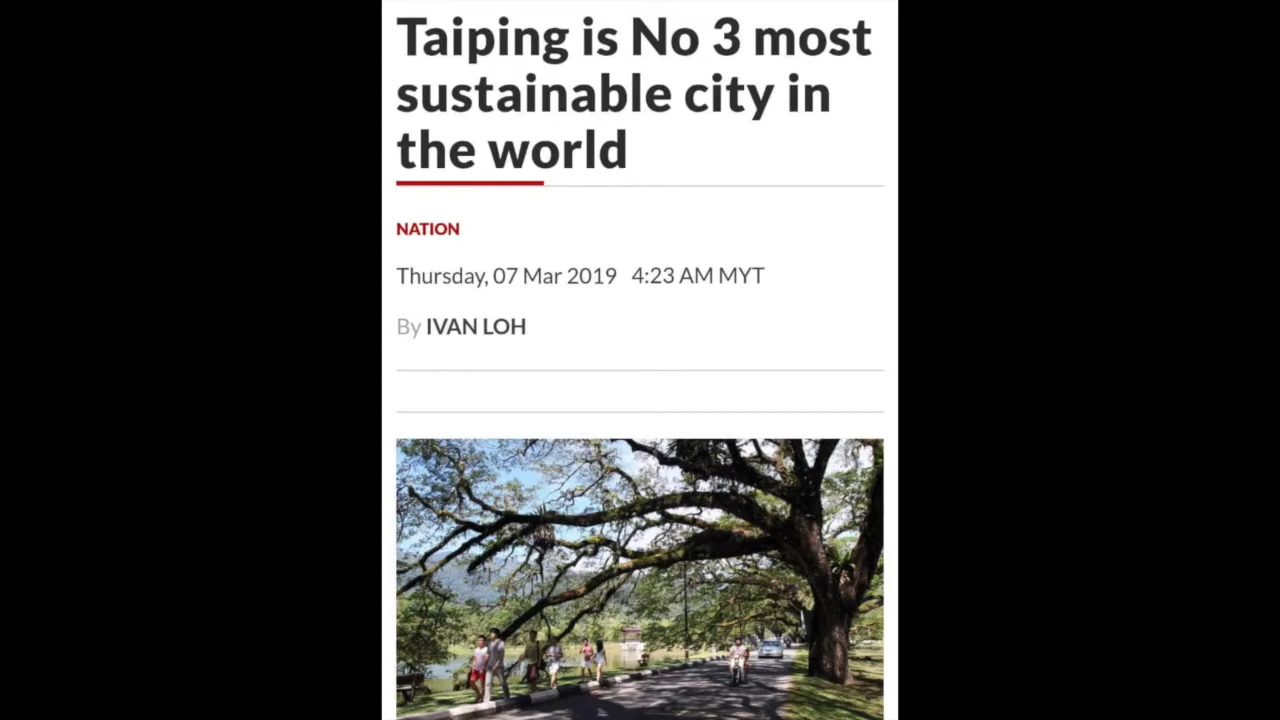 Taiping is No 3 most
sustainable city in
the world
NATION
Thursday, 07 Mar 2019 4:23 AM MYT
By IVAN LOH